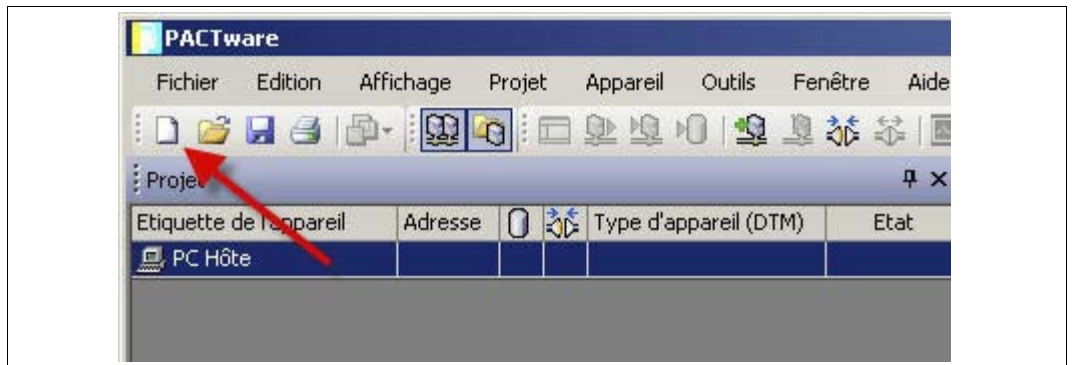 PACTware
Fichier Edition Affichage Projet Appareil Outils Fenêtre Aide
Projet
Etiquette de l'appareil Adresse Type d'appareil (DTM) Etat
PC Hôte